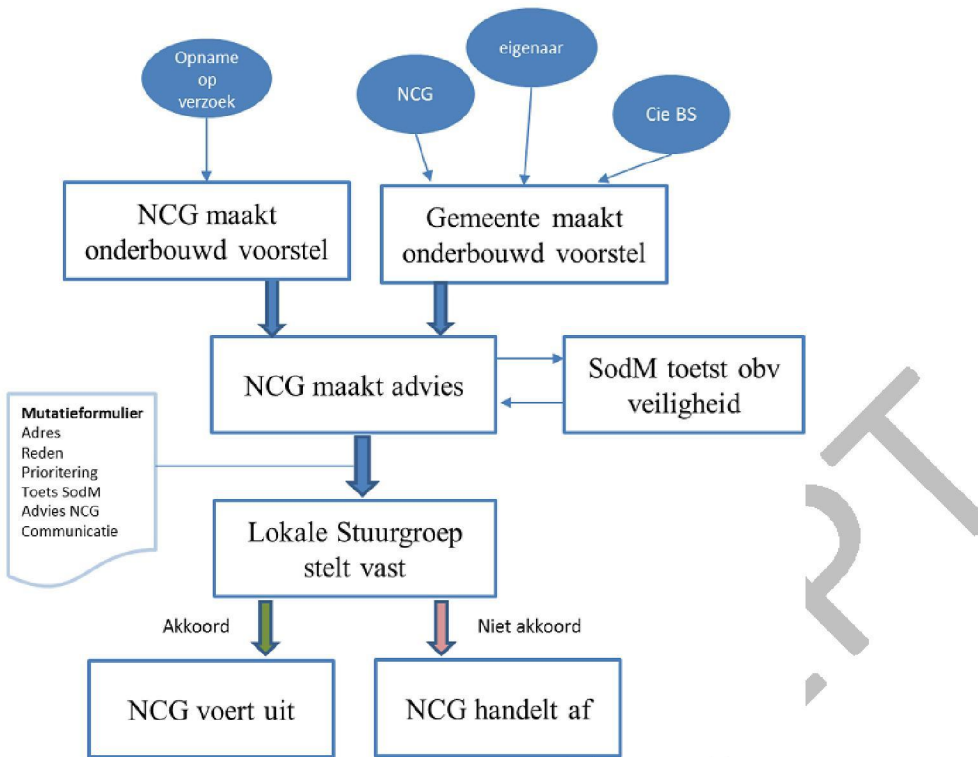 Opname
op
verzoek
NCG
eigenaar
Cie BS
NCG maakt
onderbouwd voorstel
Gemeente maakt
onderbouwd voorstel
NCG maakt advies
SodM toetst obv
veiligheid
Mutatieformulier
Adres
Reden
Prioritering
Toets SodM
Advies NCG
Communicatie
Lokale Stuurgroep
stelt vast
Akkoord
Niet akkoord
NCG voert uit
NCG handelt af